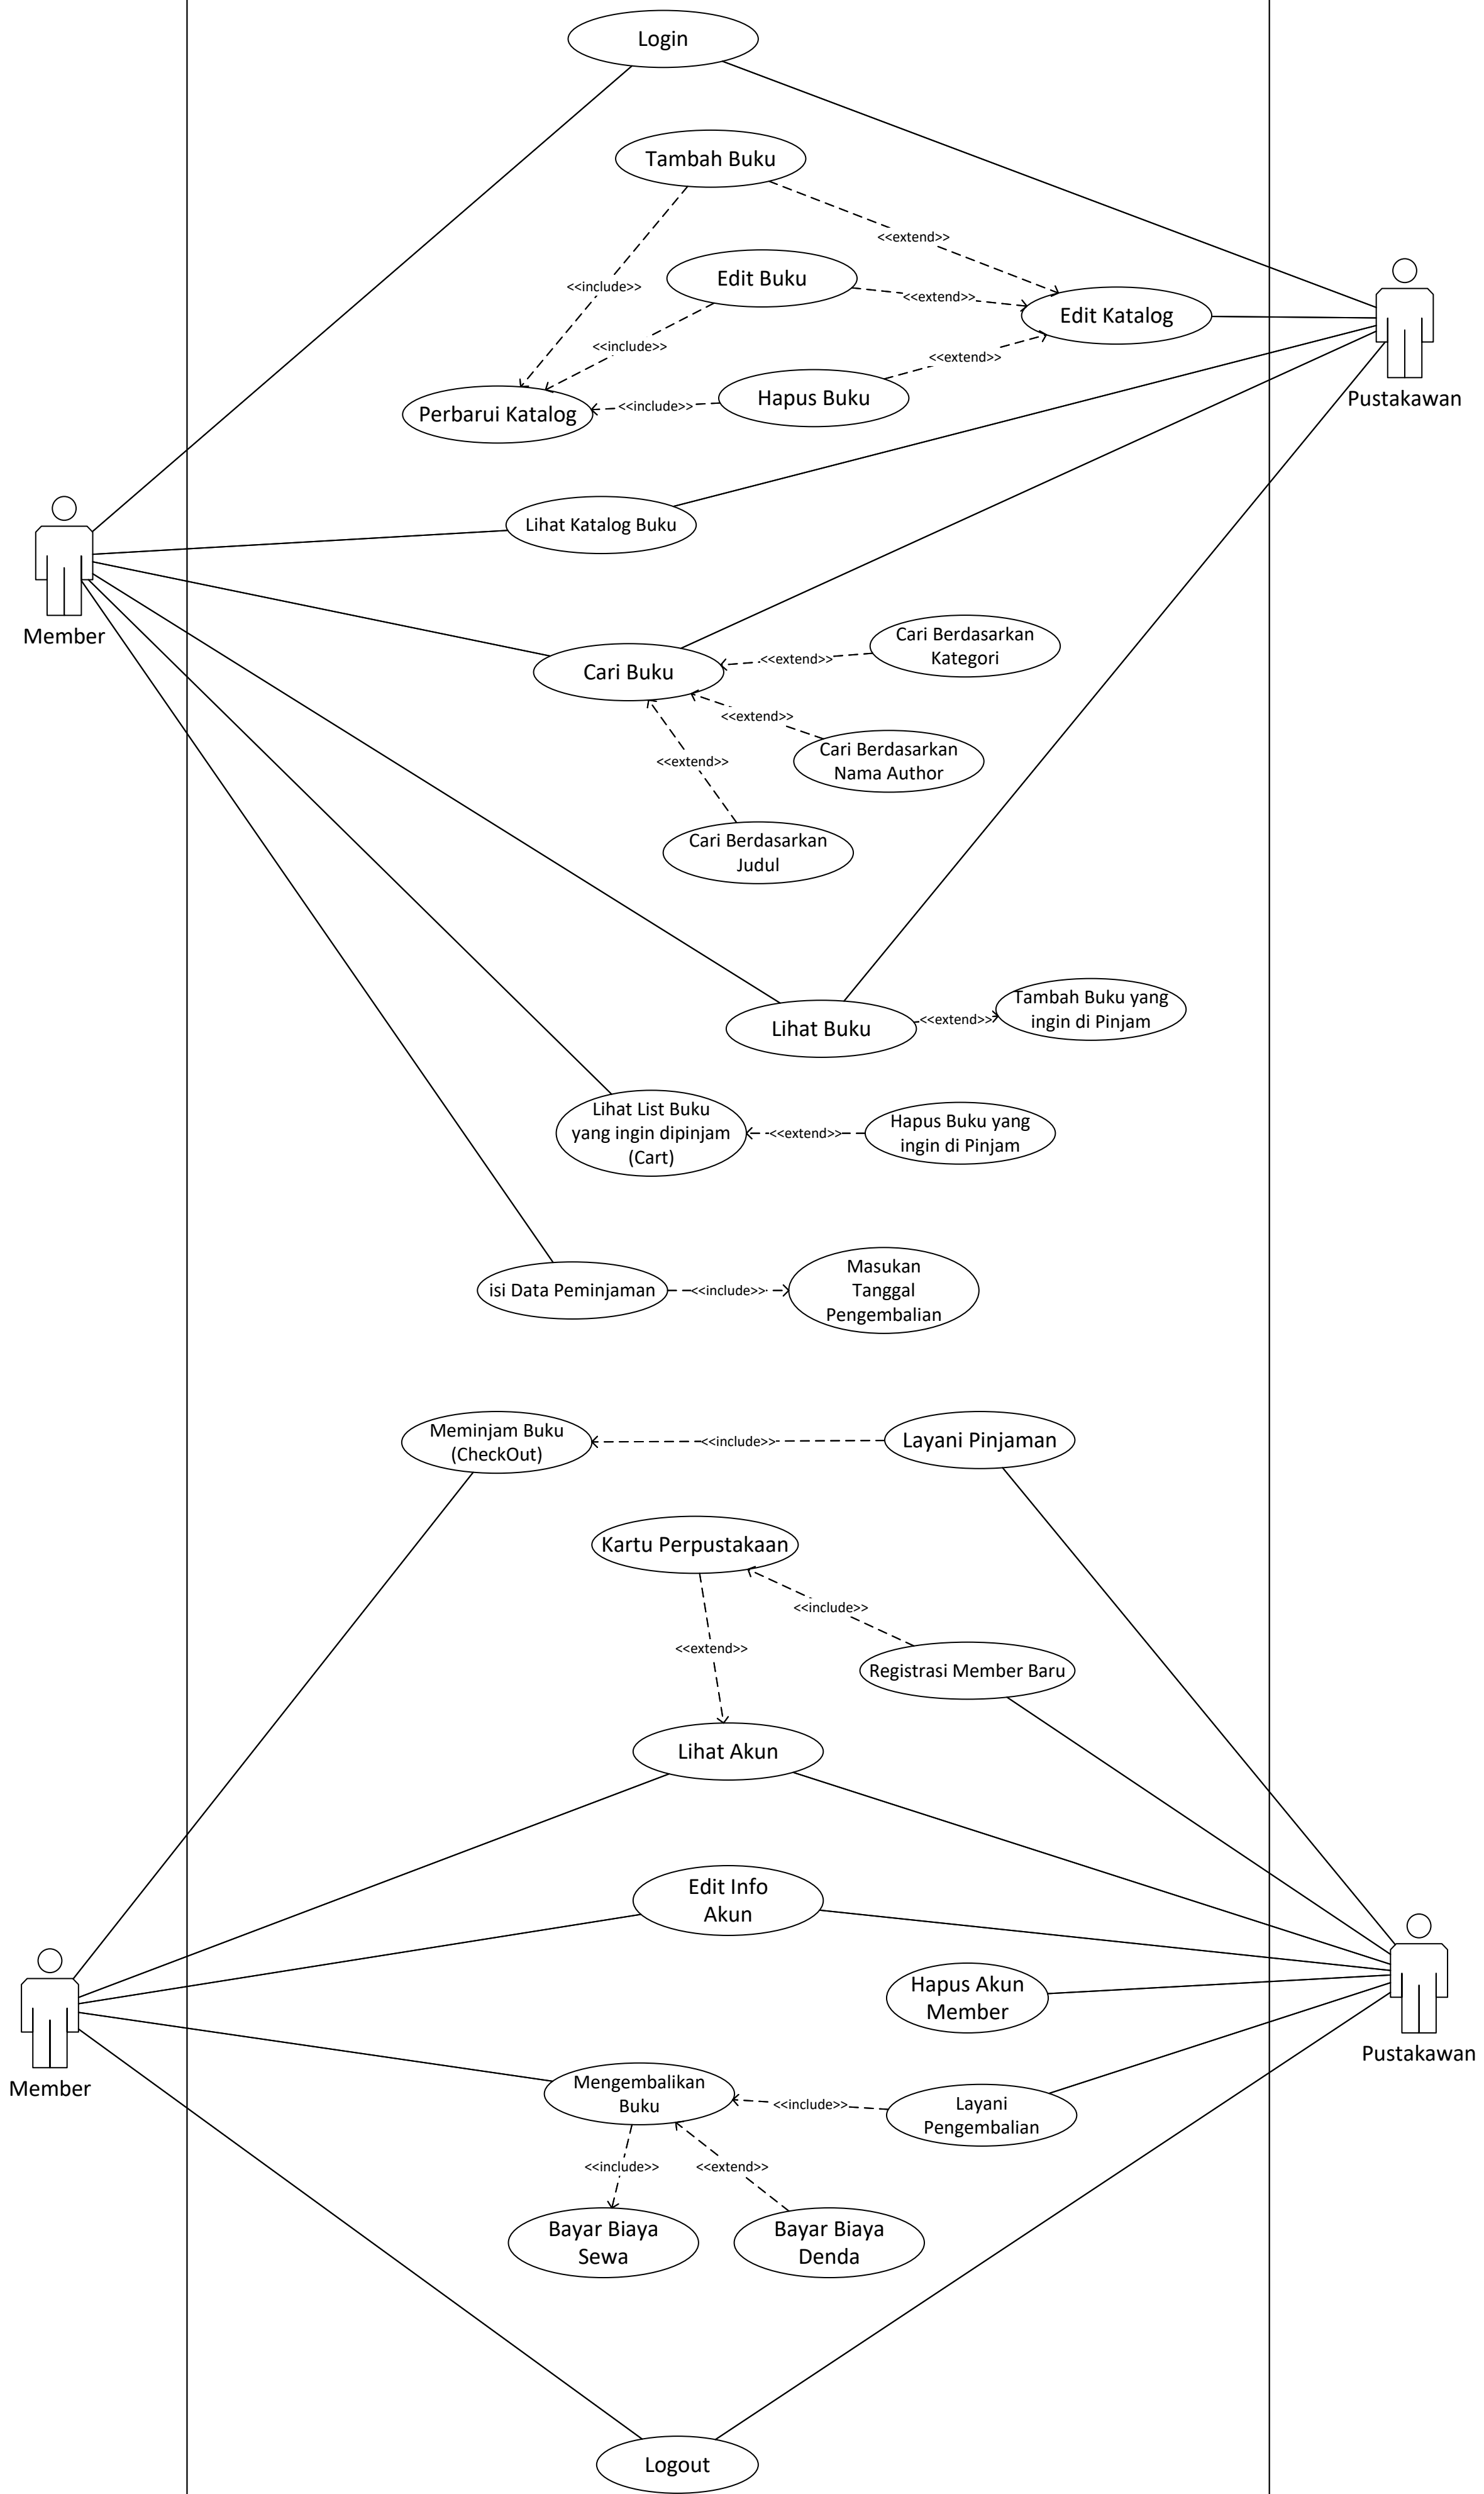 Login
Tambah Buku
<<extend>>
Edit Buku
<<include>>
<<extend>>
Edit Katalog
<<include>>
<<extend>>
Hapus Buku
Pustakawan
<<include>>
Perbarui Katalog
Lihat Katalog Buku
Member
Cari Berdasarkan
Kategori
<<extend>>
Cari Buku
<<extend>>
Cari Berdasarkan
Nama Author
<<extend>>
Cari Berdasarkan
Judul
Tambah Buku yang
ingin di Pinjam
<<extend>>
Lihat Buku
Lihat List Buku
yang ingin dipinjam
(Cart)
<<extend>>
Hapus Buku yang
ingin di Pinjam
isi Data Peminjaman
<<include>>
Masukan
Tanggal
Pengembalian
Meminjam Buku
(CheckOut)
<<include>>
Layani Pinjaman
Kartu Perpustakaan
<<include>>
<<extend>>
Registrasi Member Baru
Lihat Akun
Edit Info
Akun
Hapus Akun
Member
Pustakawan
Member
Mengembalikan
Buku
<<include>>
Layani
Pengembalian
<<include>>
<<extend>>
Bayar Biaya
Sewa
Bayar Biaya
Denda
Logout